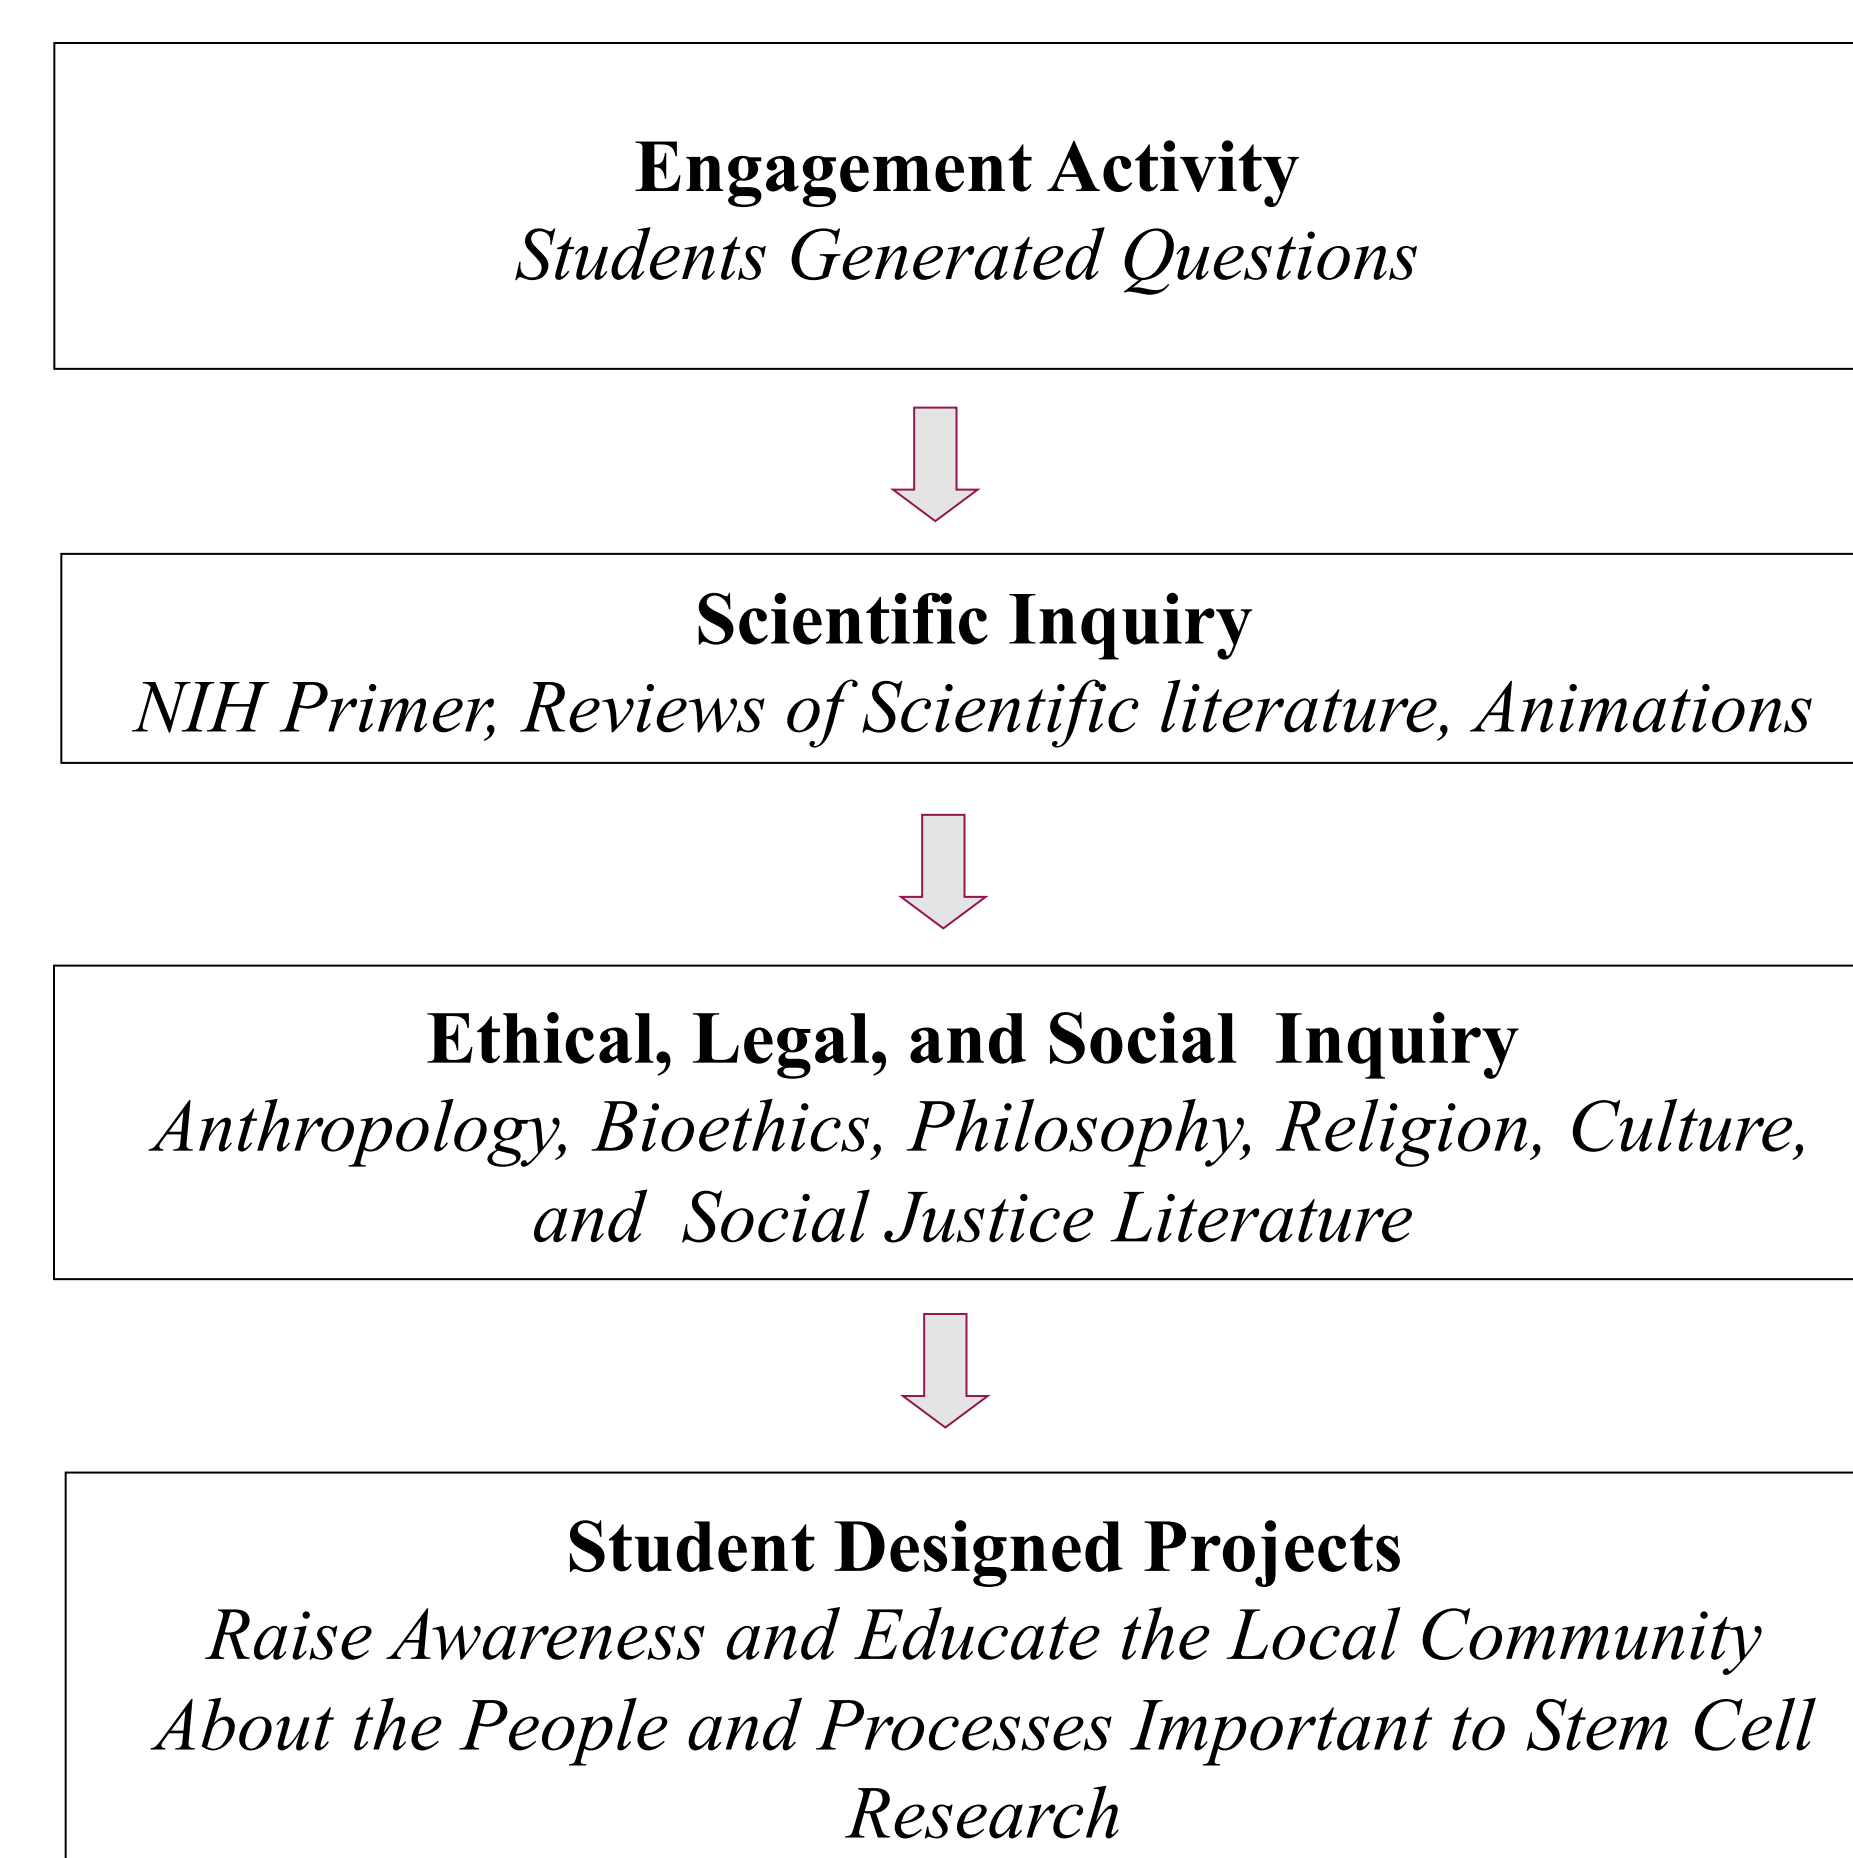 Engagement Activity
Students Generated Questions
Scientific Inquiry
NIH Primer, Reviews of Scientific literature, Animations
Ethical, Legal, and Social  Inquiry
Anthropology, Bioethics, Philosophy, Religion, Culture,
and  Social Justice Literature
Student Designed Projects
Raise Awareness and Educate the Local Community
About the People and Processes Important to Stem Cell
Research